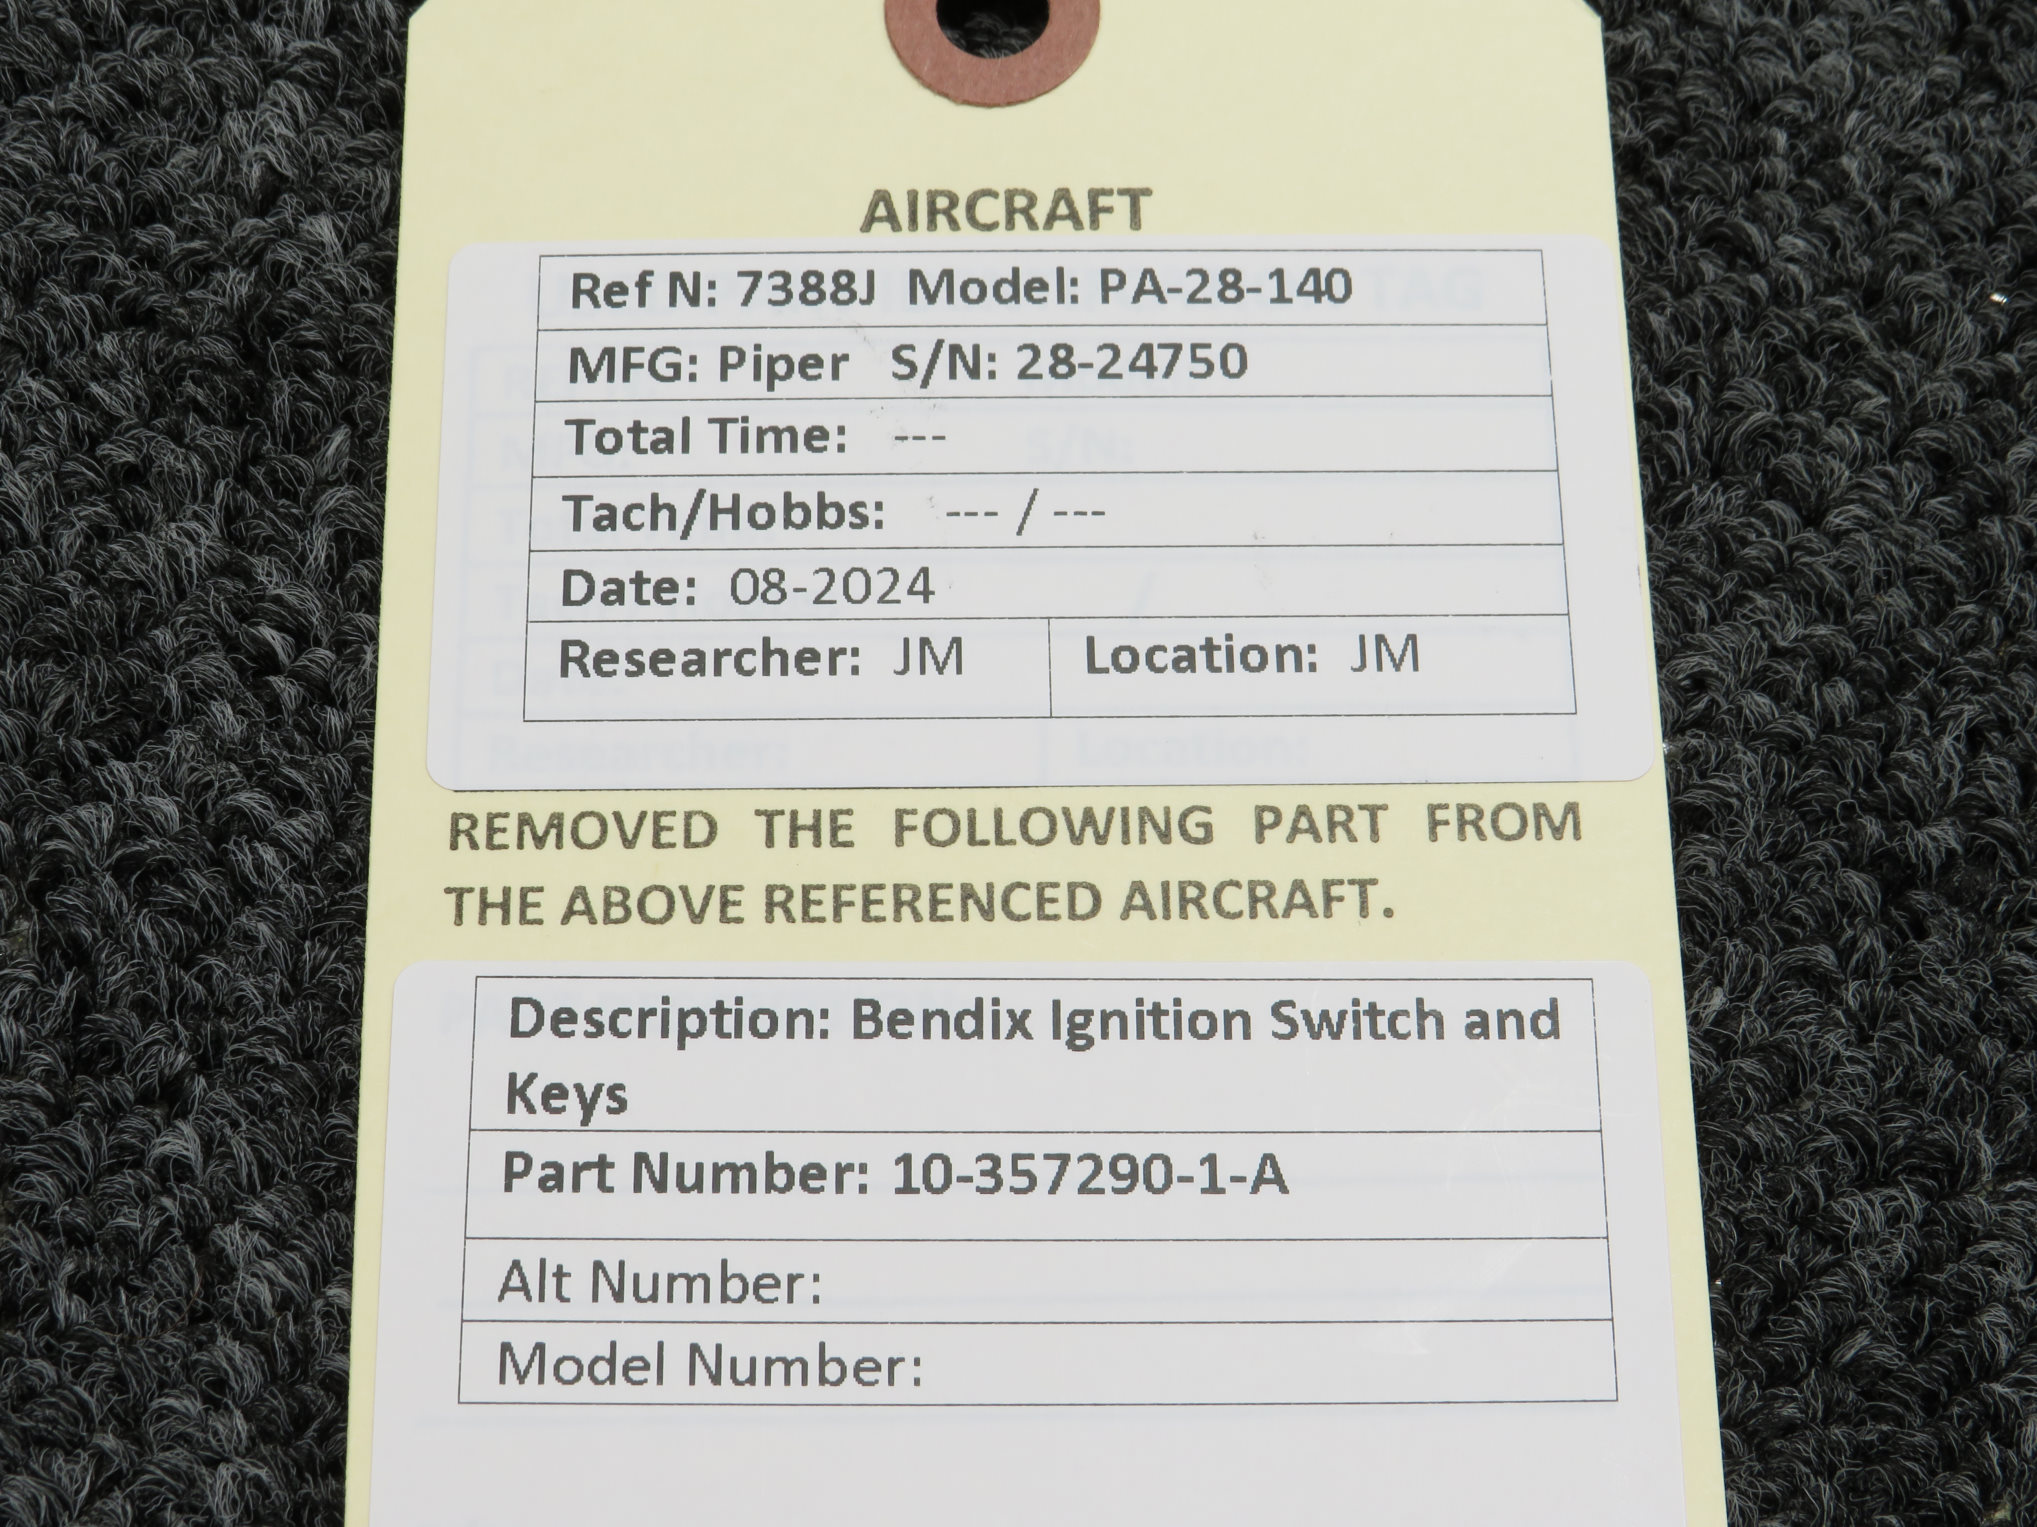 AIRCRAFT
Ref N: 7388J Model: PA-28-140
MFG: Piper S/N: 28-24750
Total Time: ---
Tach/Hobbs: --- / ---
Date: 08-2024
Researcher: JM Location: JM
REMOVED THE FOLLOWING PART FROM
THE ABOVE REFERENCED AIRCRAFT.
Description: Bendix Ignition Switch and
Keys
Part Number: 10-357290-1-A
Alt Number:
Model Number: